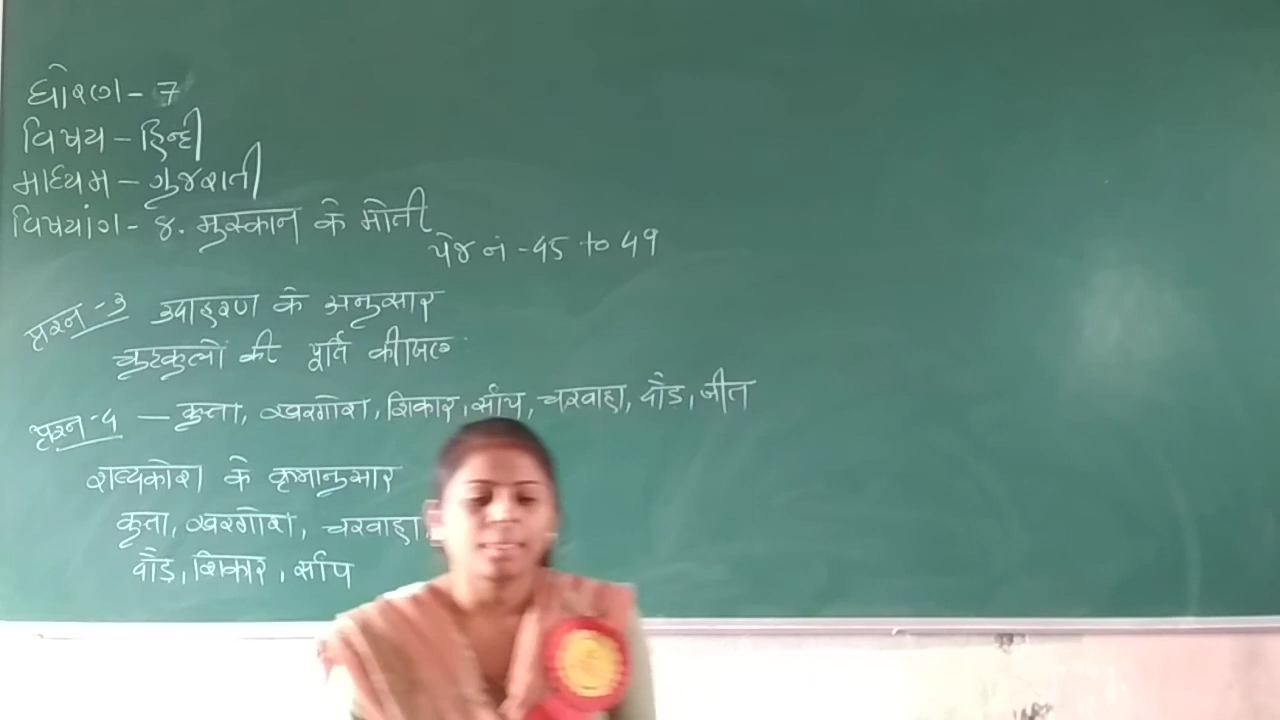 ધોરણ - 7
विषय - हिन्दी
माध्यम - गुजराती
विषयांग - 8. मुस्कान के मोती
पेज नं - 45 to 49
प्रश्न - 3 उदाहरण के अनुसार
चुटकुलों की पूर्ति कीजिए
प्रश्न - 4 — कुत्ता, खरगोश, शिकार, साँप, चरवाहा, दौड़, जीत
शब्दकोश के क्रमानुसार
कुत्ता, खरगोश, चरवाहा,
दौड़, शिकार, साँप